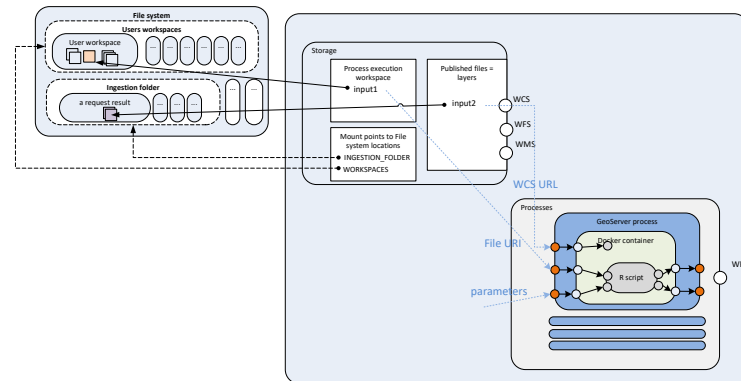 File system
Users workspaces
User workspace
... ... ... ... ... ...
Ingestion folder
a request result
... ... ...
... ...
Storage
Process execution
workspace
input1
Published files =
layers
input2
WCS
WFS
WMS
Mount points to File
system locations
INGESTION_FOLDER
WORKSPACES
WCS URL
Processes
GeoServer process
Docker container
File URI
R script
parameters